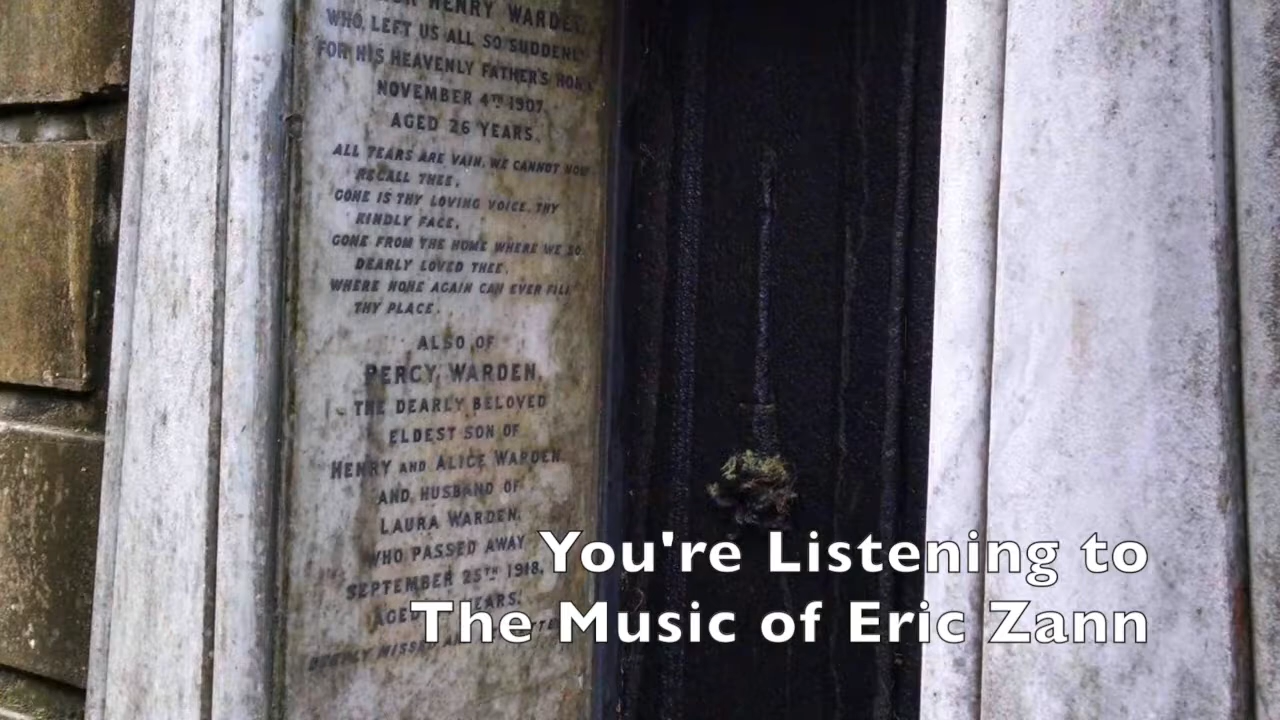 HENRY WARDEN,
WHO, LEFT US ALL SO SUDDENLY
FOR HIS HEAVENLY FATHER'S HOME
NOVEMBER 4TH 1907,
AGED 26 YEARS.
ALL TEARS ARE VAIN, WE CANNOT NOW
RECALL THEE,
GONE IS THY LOVING VOICE, THY
KINDLY FACE,
GONE FROM THE HOME WHERE WE SO
DEARLY LOVED THEE,
WHERE NONE AGAIN CAN EVER FILL
THY PLACE.
ALSO OF
PERCY, WARDEN,
THE DEARLY BELOVED
ELDEST SON OF
HENRY AND ALICE WARDEN
AND HUSBAND OF
LAURA WARDEN,
WHO PASSED AWAY
SEPTEMBER 25TH 1918,
AGED YEARS.
DEEPLY MISSED
You're Listening to
The Music of Eric Zann